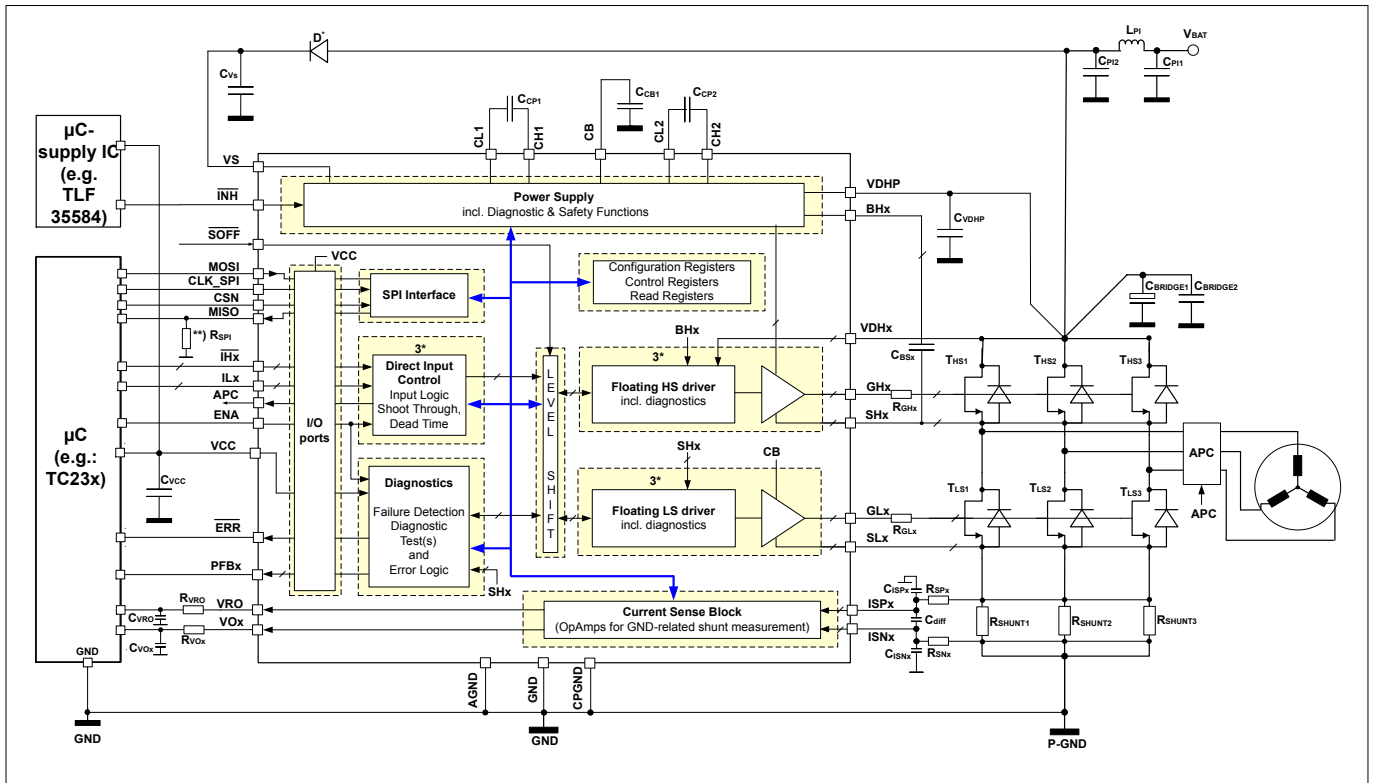 D*
LPI
VBAT
CVs
CPI2
CPI1
CCP1
CCB1
CCP2
CL1
CH1
CB
CL2
CH2
µC-
supply IC
(e.g.
TLF
35584)
VS
INH
SOFF
Power Supply
incl. Diagnostic & Safety Functions
VDHP
BHx
CVDHP
µC
(e.g.:
TC23x)
MOSI
CLK_SPI
CSN
MISO
**) RSPI
IHx
ILx
APC
ENA
VCC
CVCC
ERR
PFBx
VRO
RVRO
CVRO
VOx
RVOx
CVOx
GND
VCC
I/O
ports
SPI Interface
Configuration Registers
Control Registers
Read Registers
3*
Direct Input
Control
Input Logic
Shoot Through,
Dead Time
Diagnostics
Failure Detection
Diagnostic
Test(s)
and
Error Logic
SHx
LEVEL SHIFT
BHx
3*
Floating HS driver
incl. diagnostics
SHx
CB
3*
Floating LS driver
incl. diagnostics
Current Sense Block
(OpAmps for GND-related shunt measurement)
VDHx
CBSx
GHx
RGHx
SHx
GLx
RGLx
SLx
ISPx
ISNx
CISPx
RSPx
Cdiff
CISNx
RSNx
CBRIDGE1
CBRIDGE2
THS1
THS2
THS3
TLS1
TLS2
TLS3
APC
APC
RSHUNT1
RSHUNT2
RSHUNT3
AGND
GND
CPGND
GND
GND
P-GND